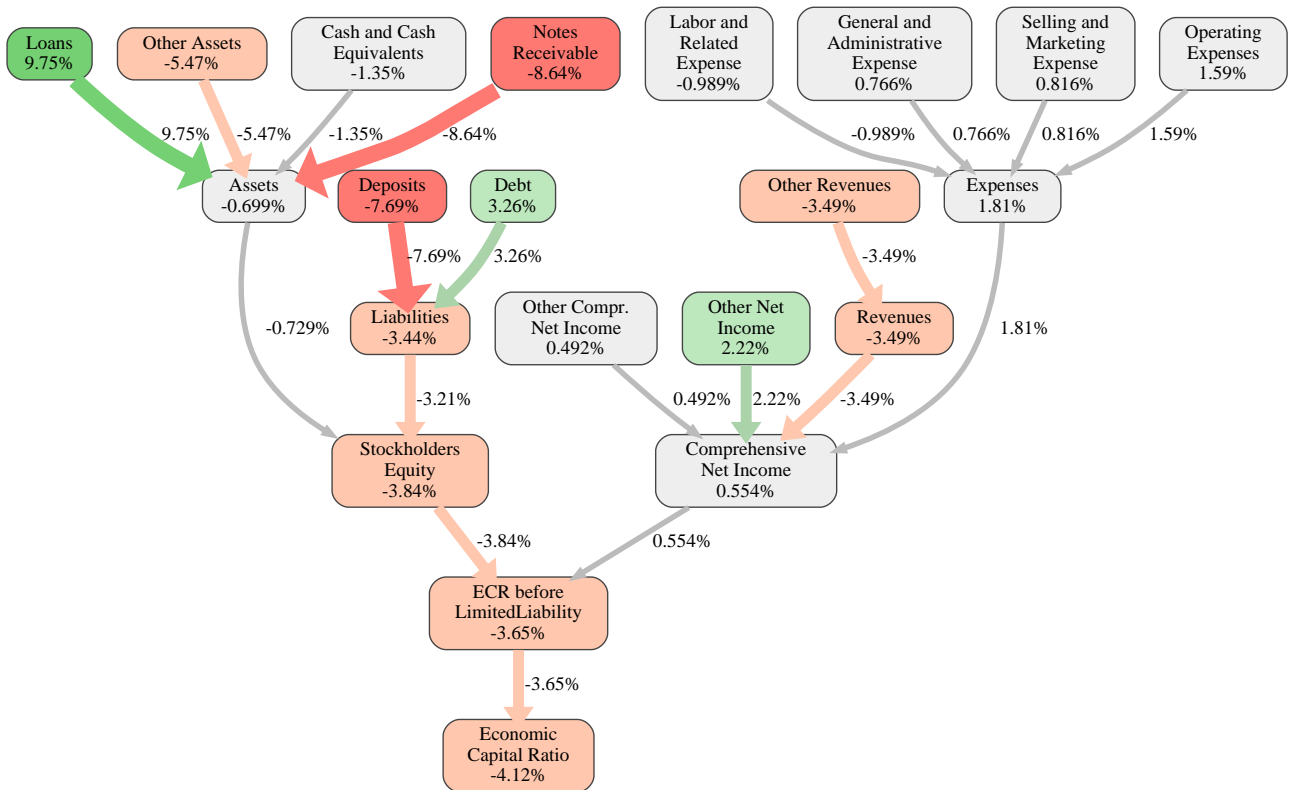 Loans
9.75%
Other Assets
-5.47%
Cash and Cash
Equivalents
-1.35%
Notes
Receivable
-8.64%
Labor and
Related
Expense
-0.989%
General and
Administrative
Expense
0.766%
Selling and
Marketing
Expense
0.816%
Operating
Expenses
1.59%
9.75%
-5.47%
-1.35%
-8.64%
-0.989%
0.766%
0.816%
1.59%
Assets
-0.699%
Deposits
-7.69%
Debt
3.26%
Other Revenues
-3.49%
Expenses
1.81%
-7.69%
3.26%
-3.49%
-0.729%
Liabilities
-3.44%
Other Compr.
Net Income
0.492%
Other Net
Income
2.22%
Revenues
-3.49%
1.81%
-3.21%
0.492%
2.22%
-3.49%
Stockholders
Equity
-3.84%
Comprehensive
Net Income
0.554%
-3.84%
0.554%
ECR before
LimitedLiability
-3.65%
-3.65%
Economic
Capital Ratio
-4.12%